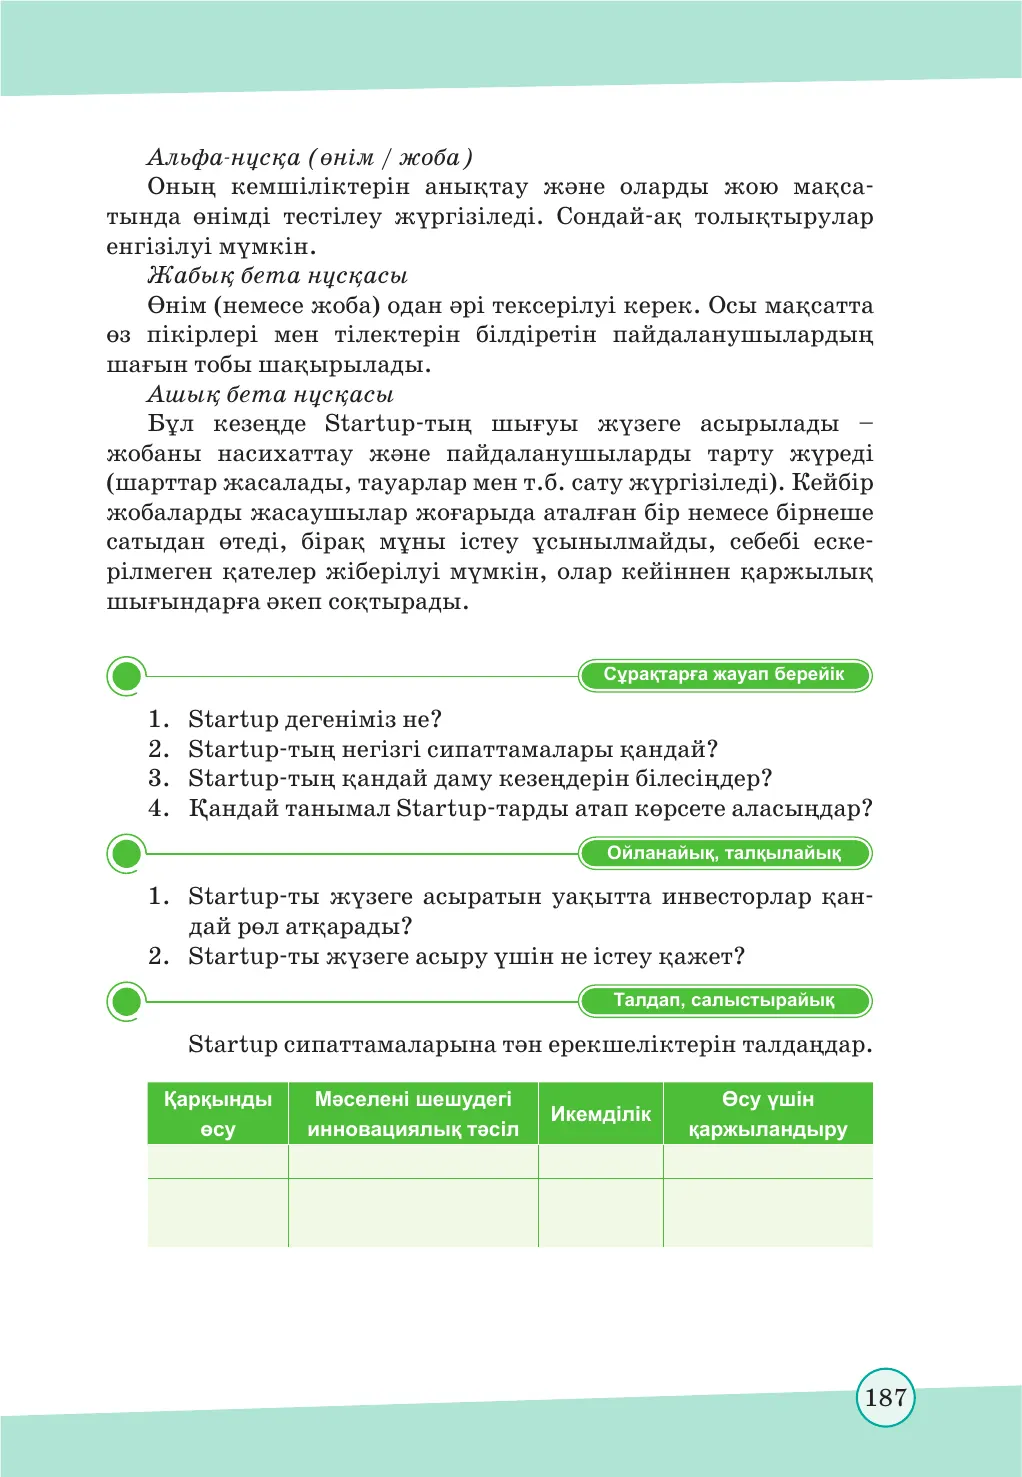 Альфа-нұсқа (өнім / жоба)
Оның кемшіліктерін анықтау және оларды жою мақса-
тында өнімді тестілеу жүргізіледі. Сондай-ақ толықтырулар
енгізілуі мүмкін.
Жабық бета нұсқасы
Өнім (немесе жоба) одан әрі тексерілуі керек. Осы мақсатта
өз пікірлері мен тілектерін білдіретін пайдаланушылардың
шағын тобы шақырылады.
Ашық бета нұсқасы
Бұл кезеңде Startup-тың шығуы жүзеге асырылады –
жобаны насихаттау және пайдаланушыларды тарту жүреді
(шарттар жасалады, тауарлар мен т.б. сату жүргізіледі). Кейбір
жобаларды жасаушылар жоғарыда аталған бір немесе бірнеше
сатыдан өтеді, бірақ мұны істеу ұсынылмайды, себебі еске-
рілмеген қателер жіберілуі мүмкін, олар кейіннен қаржылық
шығындарға әкеп соқтырады.
Сұрақтарға жауап берейік
1. Startup дегеніміз не?
2. Startup-тың негізгі сипаттамалары қандай?
3. Startup-тың қандай даму кезеңдерін білесіңдер?
4. Қандай танымал Startup-тарды атап көрсете аласыңдар?
Ойланайық, талқылайық
1. Startup-ты жүзеге асыратын уақытта инвесторлар қан-
дай рөл атқарады?
2. Startup-ты жүзеге асыру үшін не істеу қажет?
Талдап, салыстырайық
Startup сипаттамаларына тән ерекшеліктерін талдаңдар.
Қарқынды
өсу
Мәселені шешудегі
инновациялық тәсіл
Икемділік
Өсу үшін
қаржыландыру
187